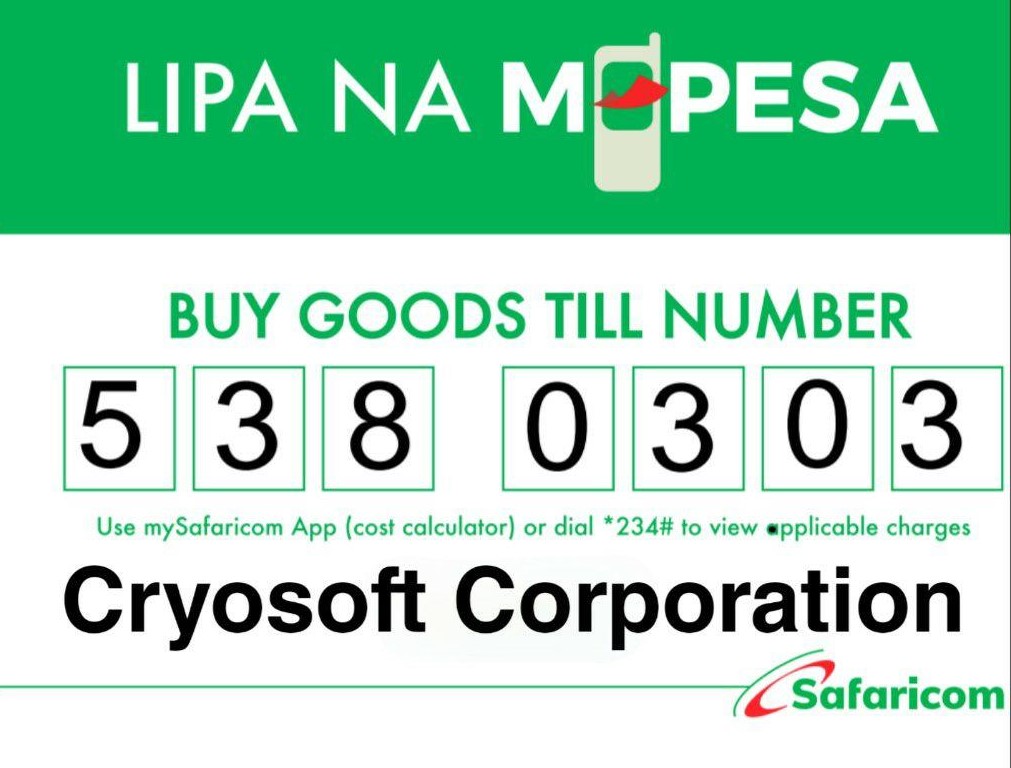 LIPA NA M PESA
BUY GOODS TILL NUMBER
5 3 8 0 3 0 3
Use mySafaricom App (cost calculator) or dial *234# to view applicable charges
Cryosoft Corporation
Safaricom